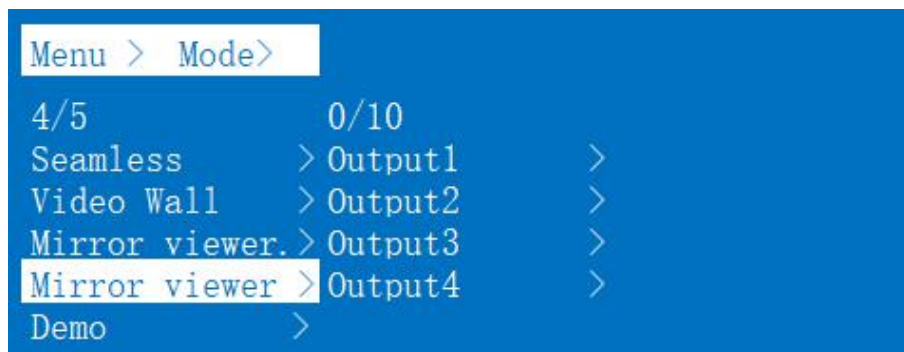 Menu > Mode>
4/5 0/10
Seamless > Output1 >
Video Wall > Output2 >
Mirror viewer. > Output3 >
Mirror viewer > Output4 >
Demo >